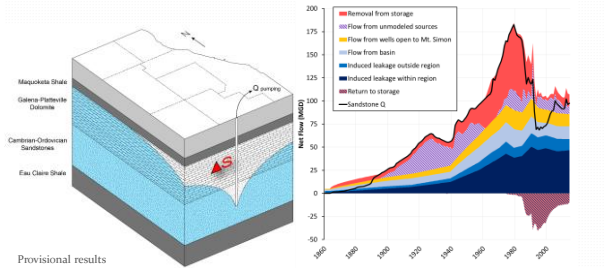 N
Q pumping
Maquoketa Shale
Galena-Platteville
Dolomite
Cambrian-Ordovician
Sandstones
Eau Claire Shale
S
Provisional results
Net Flow (MGD)
200
150
100
75
50
25
0
-25
-50
Removal from storage
Flow from unmodeled sources
Flow from wells open to Mt. Simon
Flow from basin
Induced leakage outside region
Induced leakage within region
Return to storage
Sandstone Q
1860
1880
1900
1920
1940
1960
1980
2000